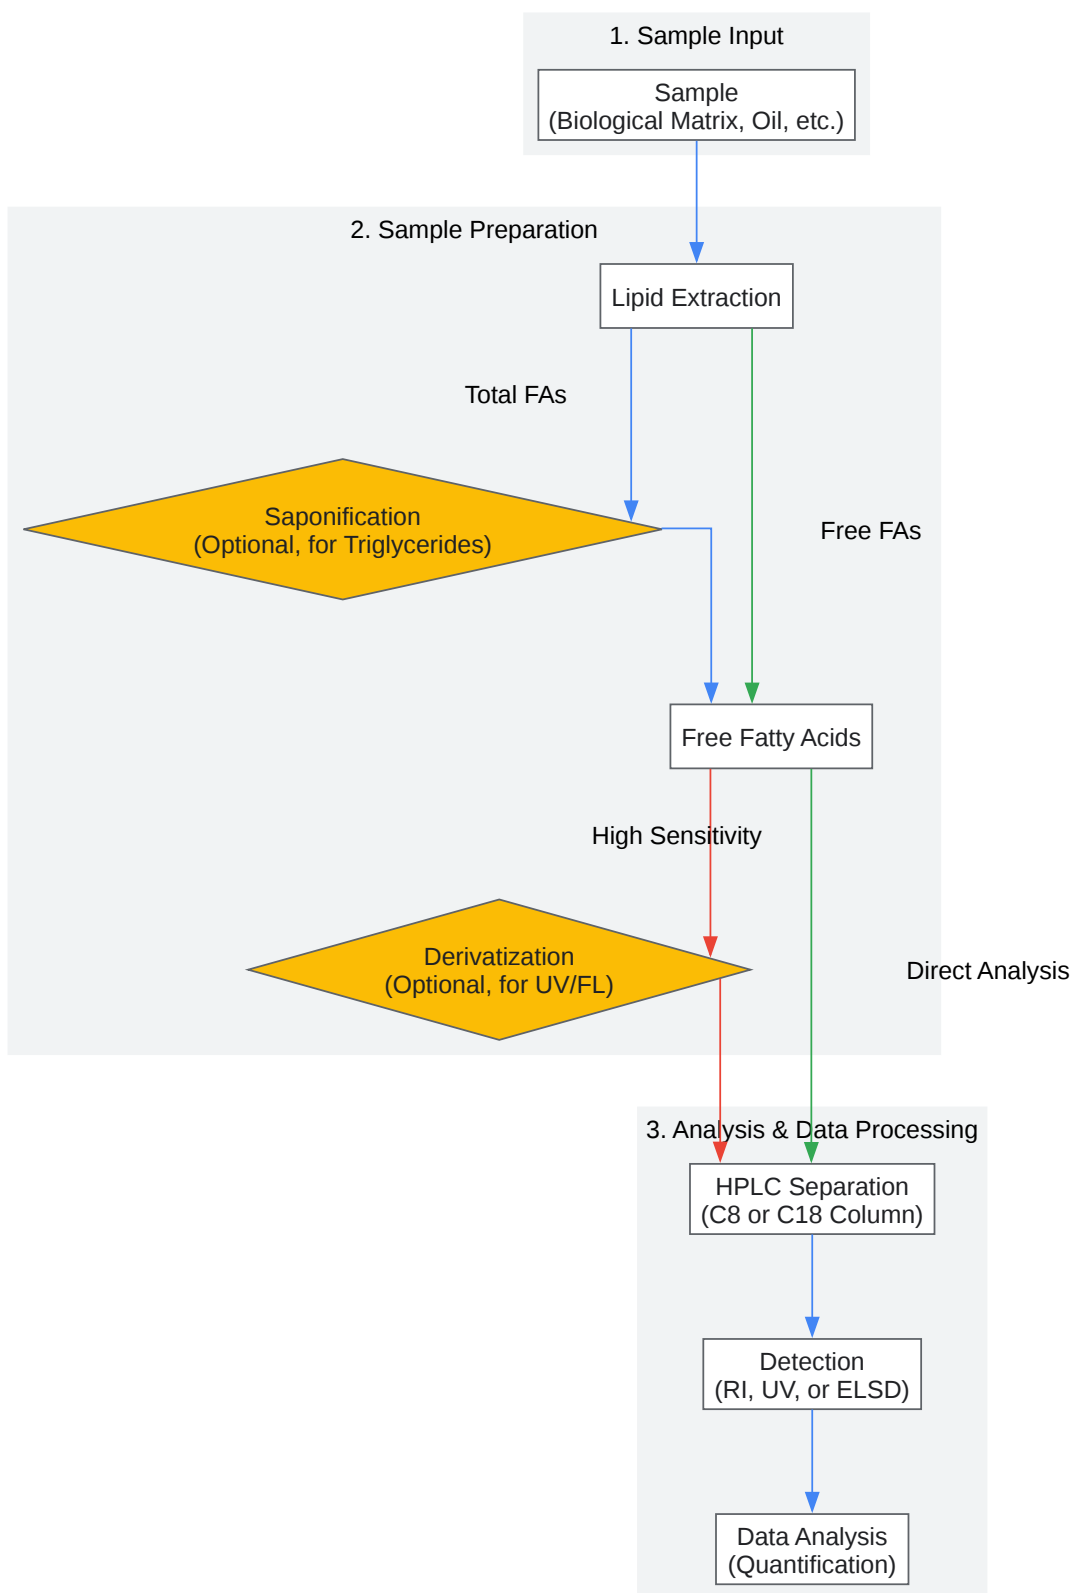 1. Sample Input
Sample
(Biological Matrix, Oil, etc.)
2. Sample Preparation
Lipid Extraction
Total FAs
Saponification
(Optional, for Triglycerides)
Free FAs
Free Fatty Acids
High Sensitivity
Derivatization
(Optional, for UV/FL)
Direct Analysis
3. Analysis & Data Processing
HPLC Separation
(C8 or C18 Column)
Detection
(RI, UV, or ELSD)
Data Analysis
(Quantification)